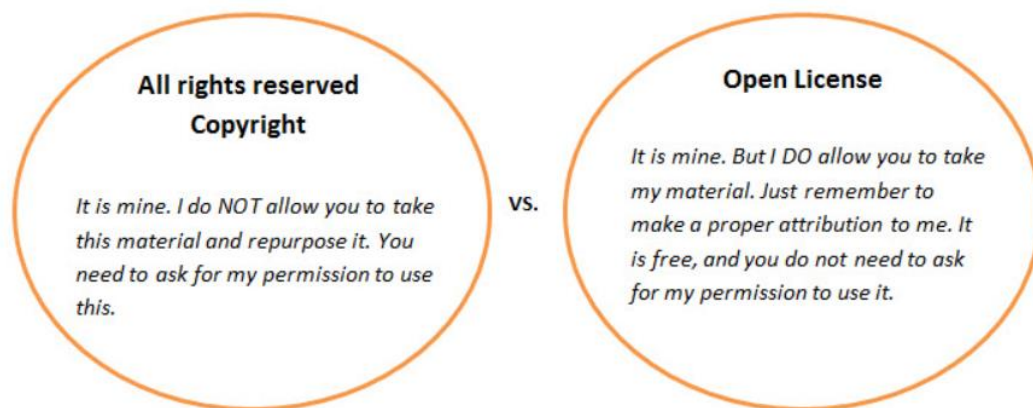 All rights reserved
Copyright
It is mine. I do NOT allow you to take
this material and repurpose it. You
need to ask for my permission to use
this.
vs.
Open License
It is mine. But I DO allow you to take
my material. Just remember to
make a proper attribution to me. It
is free, and you do not need to ask
for my permission to use it.